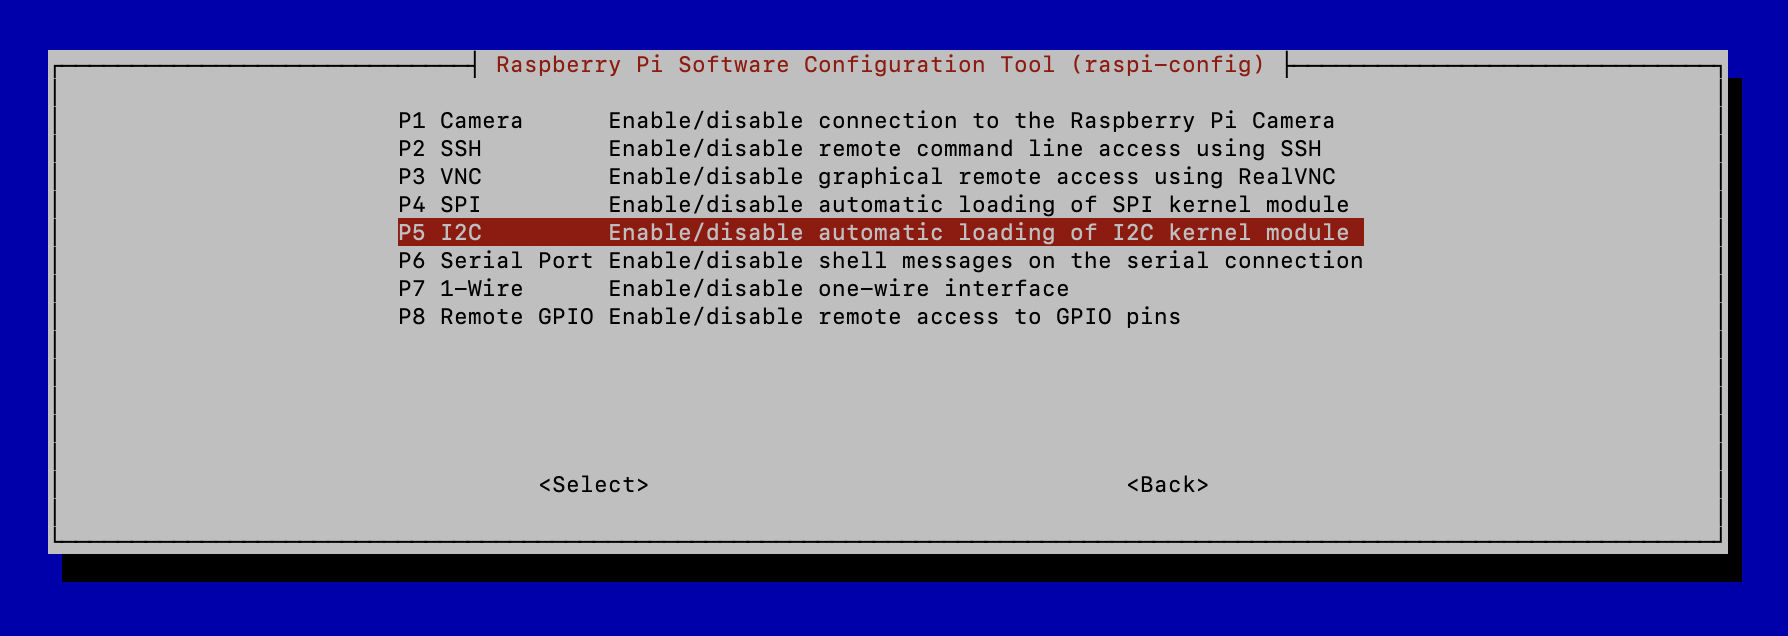 Raspberry Pi Software Configuration Tool (raspi-config)
P1 Camera Enable/disable connection to the Raspberry Pi Camera
P2 SSH Enable/disable remote command line access using SSH
P3 VNC Enable/disable graphical remote access using RealVNC
P4 SPI Enable/disable automatic loading of SPI kernel module
P5 I2C Enable/disable automatic loading of I2C kernel module
P6 Serial Port Enable/disable shell messages on the serial connection
P7 1-Wire Enable/disable one-wire interface
P8 Remote GPIO Enable/disable remote access to GPIO pins
<Select> <Back>